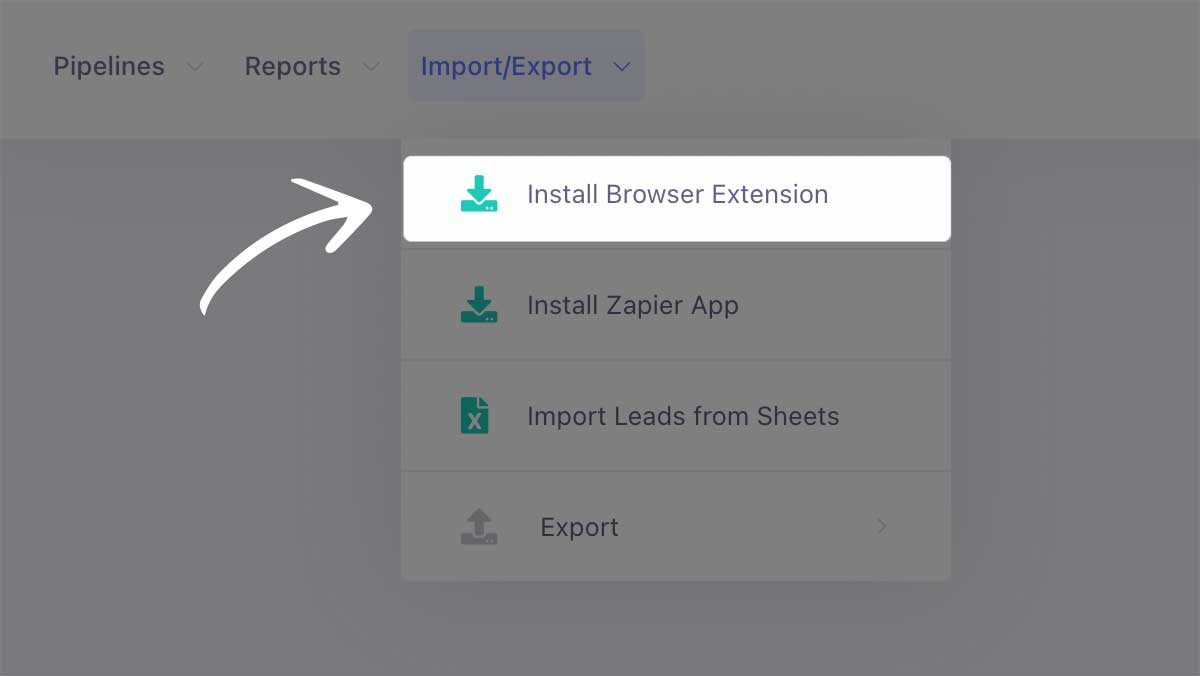 Pipelines Reports Import/Export
Install Browser Extension
Install Zapier App
Import Leads from Sheets
Export